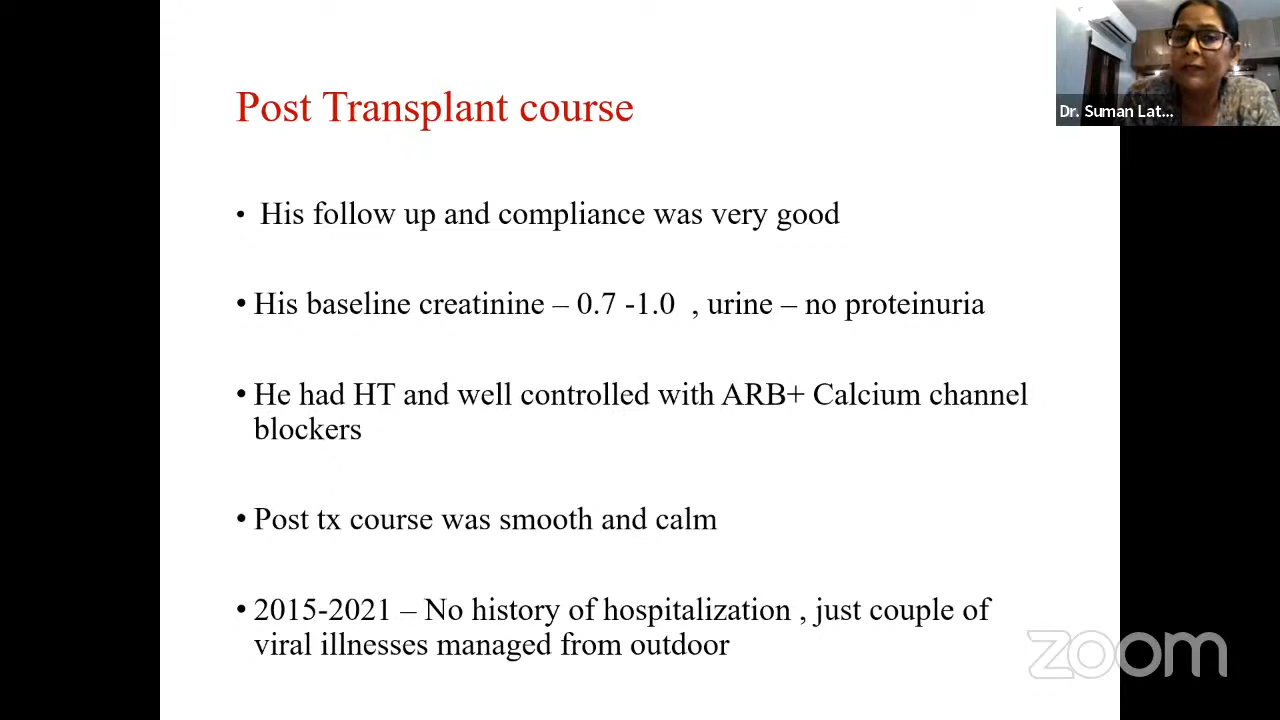 Post Transplant course
• His follow up and compliance was very good
• His baseline creatinine – 0.7 -1.0 , urine – no proteinuria
• He had HT and well controlled with ARB+ Calcium channel
blockers
• Post tx course was smooth and calm
• 2015-2021 – No history of hospitalization , just couple of
viral illnesses managed from outdoor
Dr. Suman Lat...
zoom